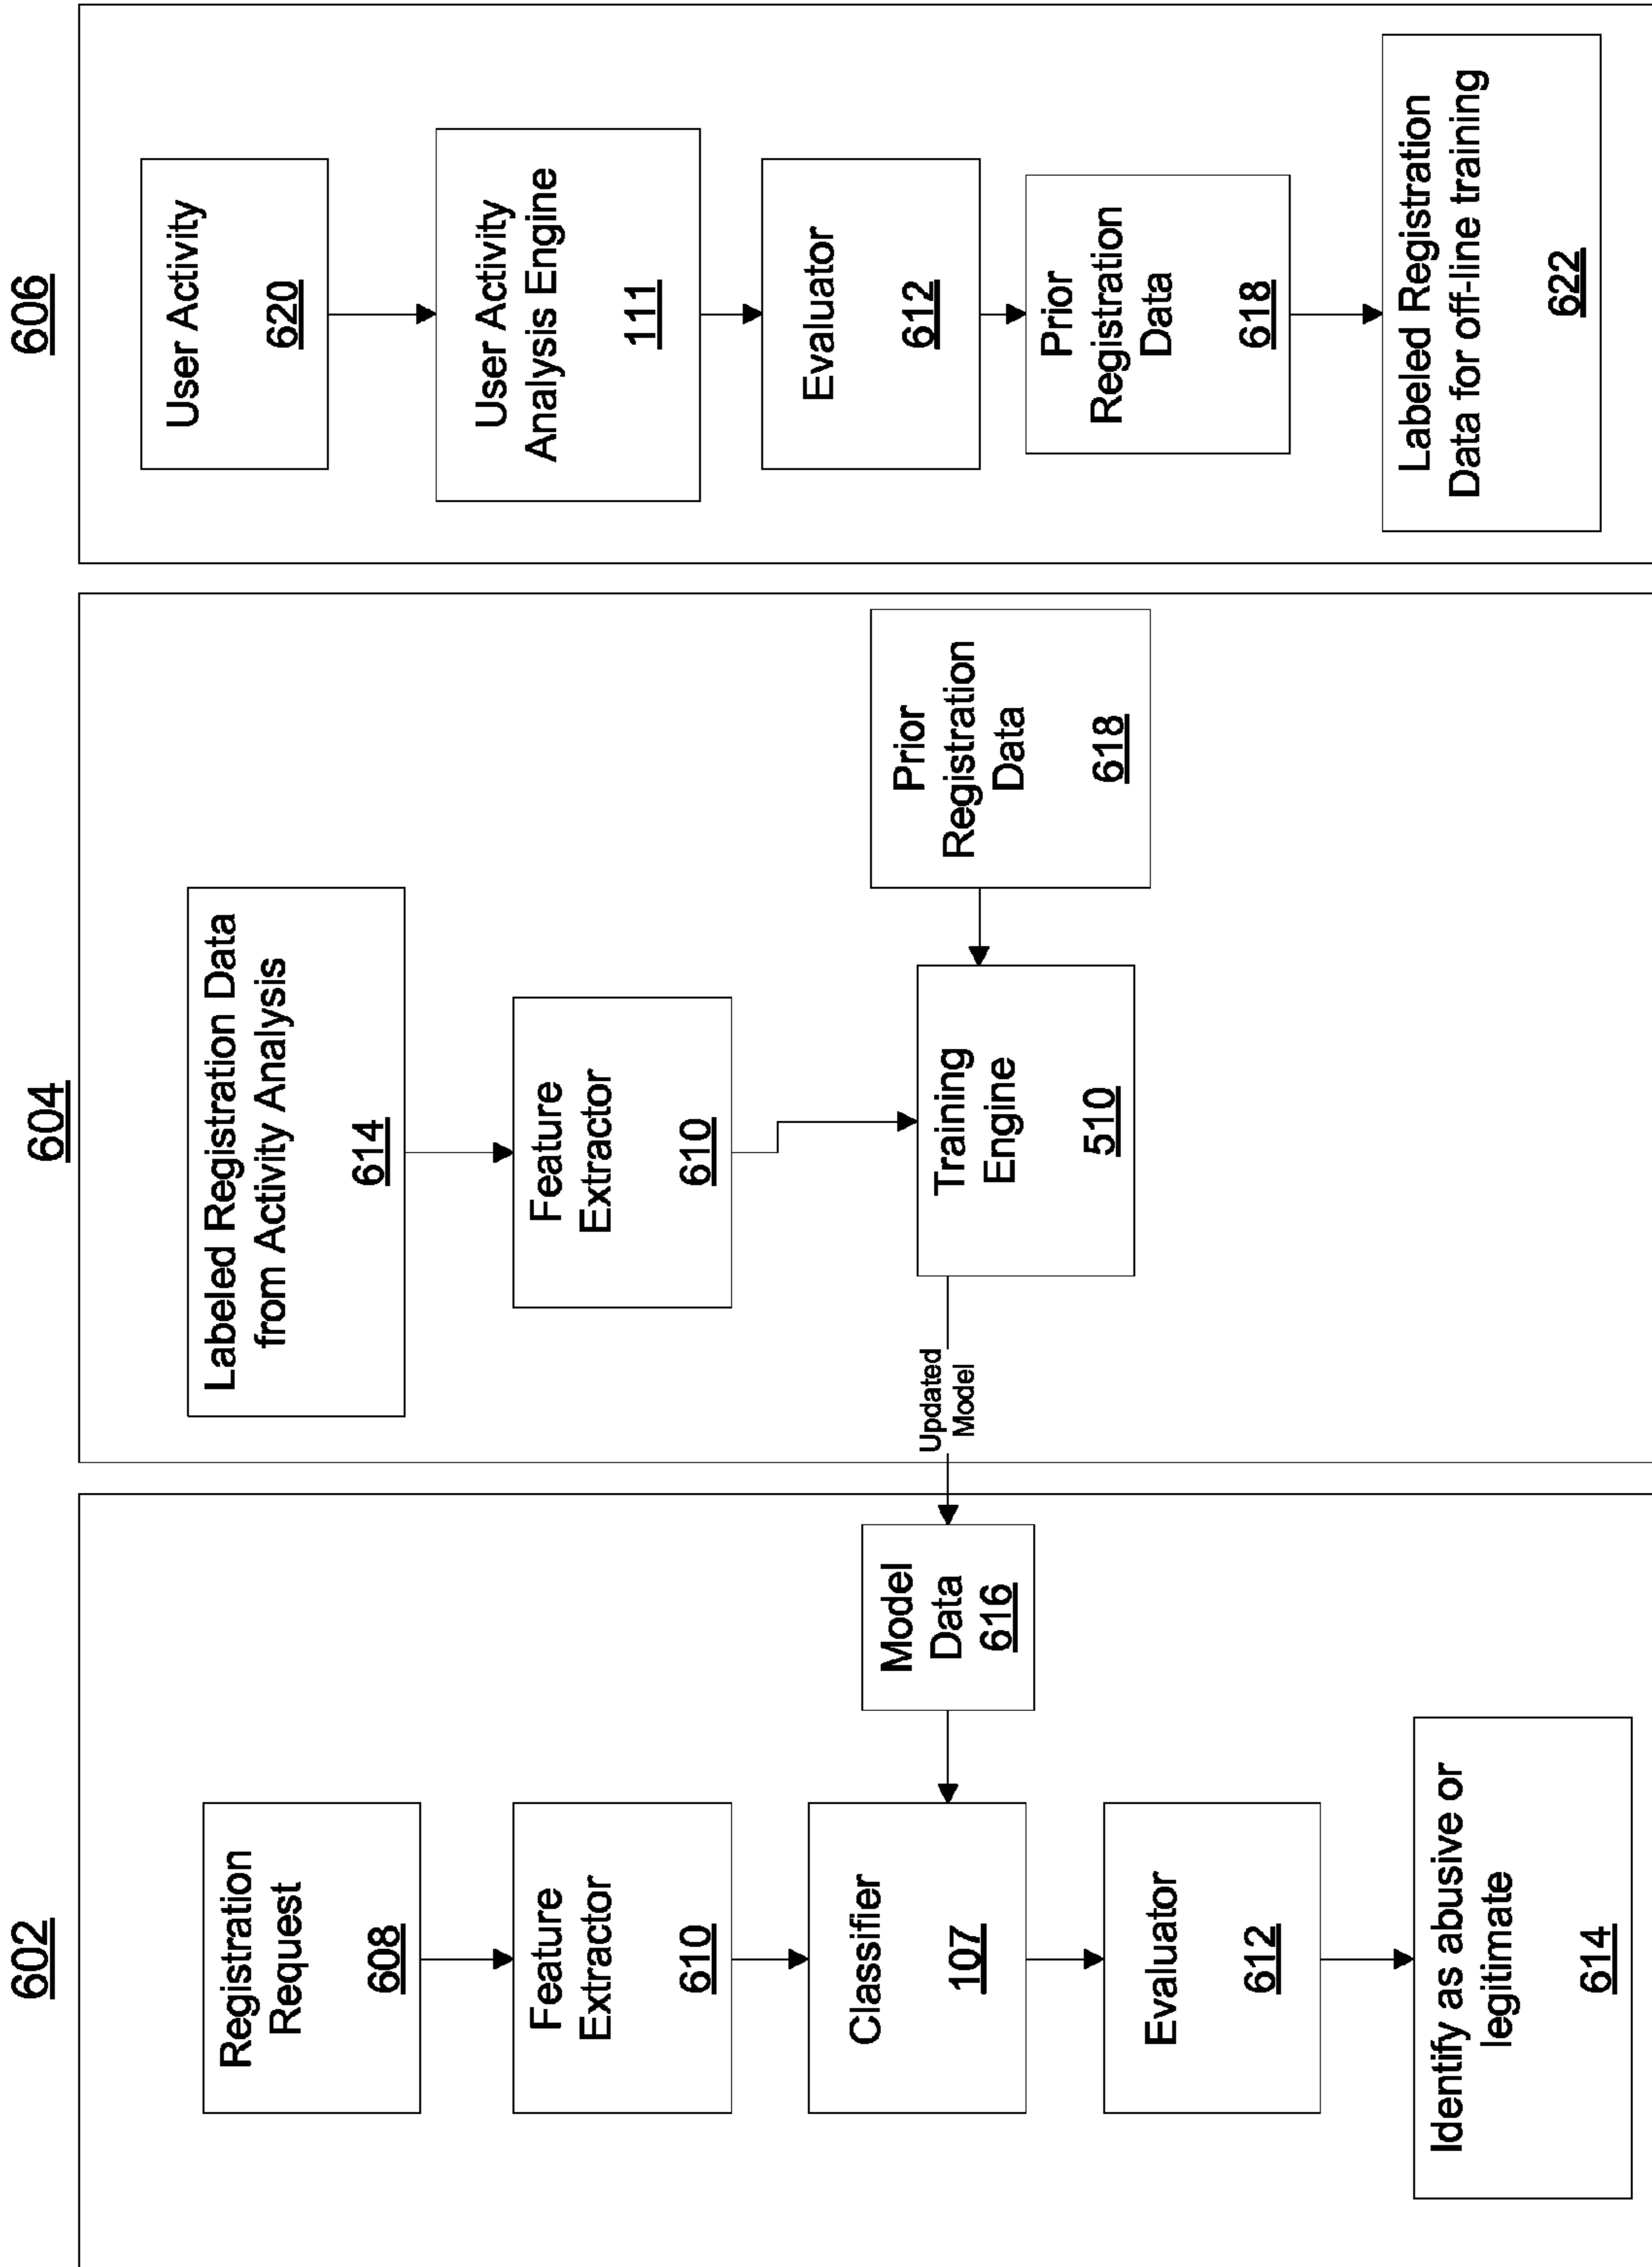 602
Registration
Request
608
Feature
Extractor
610
Classifier
107
Model
Data
616
Evaluator
612
Identify as abusive or
legitimate
614
604
Labeled Registration Data
from Activity Analysis
614
Feature
Extractor
610
Updated
Model
Training
Engine
510
Prior
Registration
Data
618
606
User Activity
620
User Activity
Analysis Engine
111
Evaluator
612
Prior
Registration
Data
618
Labeled Registration
Data for off-line training
622